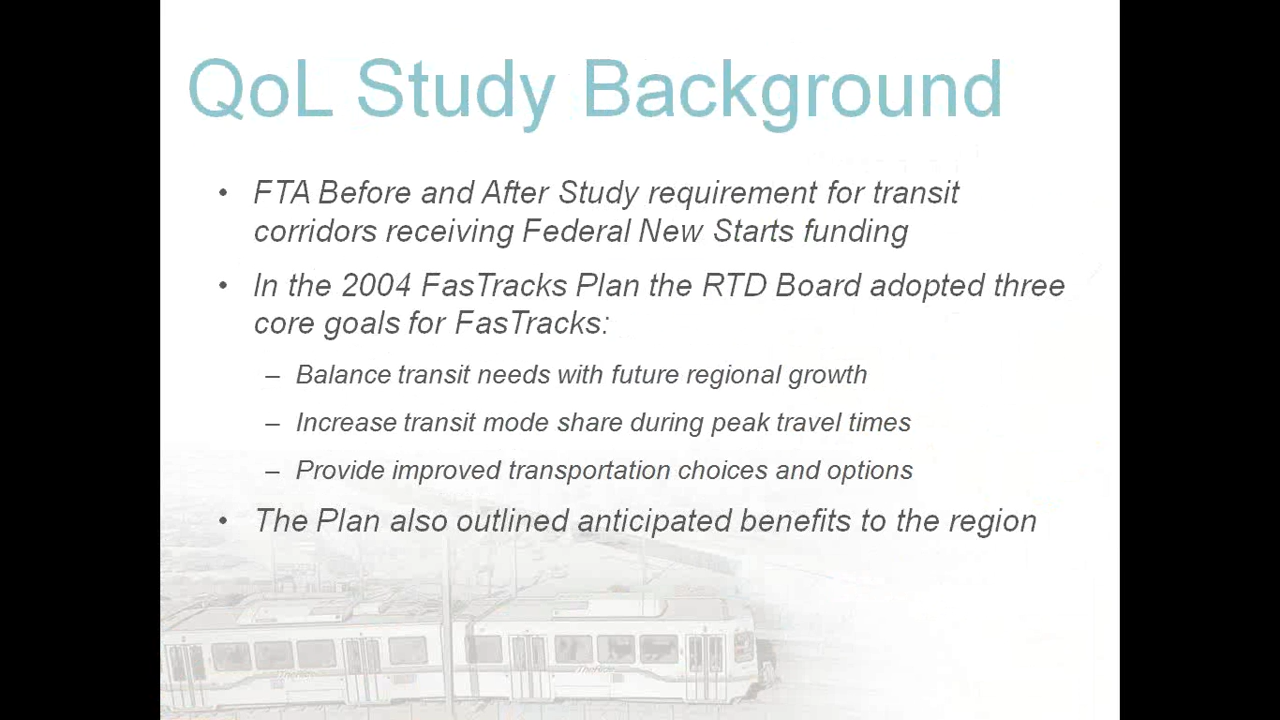 QoL Study Background
• FTA Before and After Study requirement for transit
corridors receiving Federal New Starts funding
• In the 2004 FasTracks Plan the RTD Board adopted three
core goals for FasTracks:
– Balance transit needs with future regional growth
– Increase transit mode share during peak travel times
– Provide improved transportation choices and options
• The Plan also outlined anticipated benefits to the region